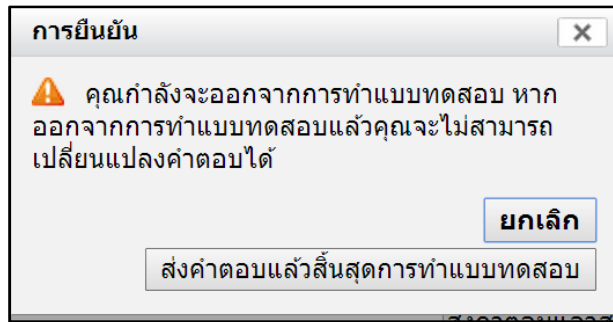 การยืนยัน
คุณกำลังจะออกจากการทำแบบทดสอบ หาก
ออกจากการทำแบบทดสอบแล้วคุณจะไม่สามารถ
เปลี่ยนแปลงคำตอบได้
ยกเลิก
ส่งคำตอบแล้วสิ้นสุดการทำแบบทดสอบ